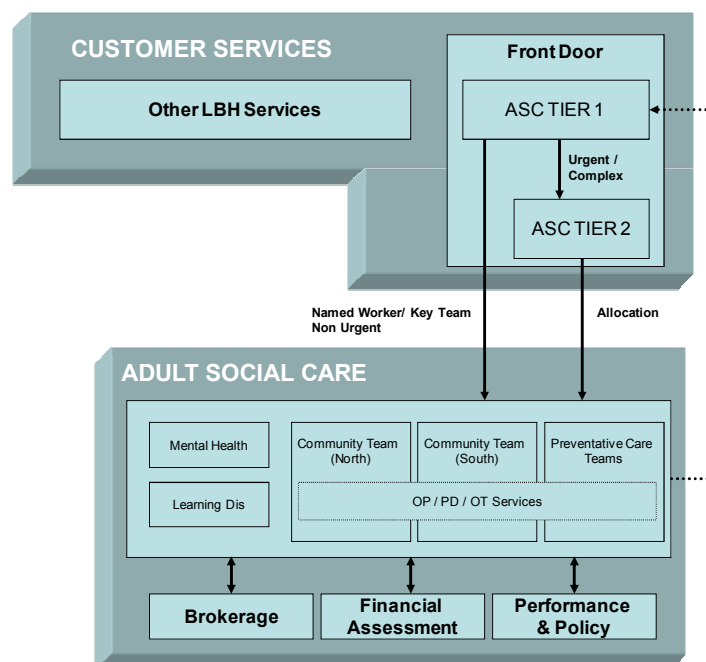 CUSTOMER SERVICES
Front Door
Other LBH Services
ASC TIER 1
Urgent /
Complex
ASC TIER 2
Named Worker/ Key Team
Non Urgent
Allocation
ADULT SOCIAL CARE
Mental Health
Community Team
(North)
Community Team
(South)
Preventative Care
Teams
Learning Dis
OP / PD / OT Services
Brokerage
Financial
Assessment
Performance
& Policy